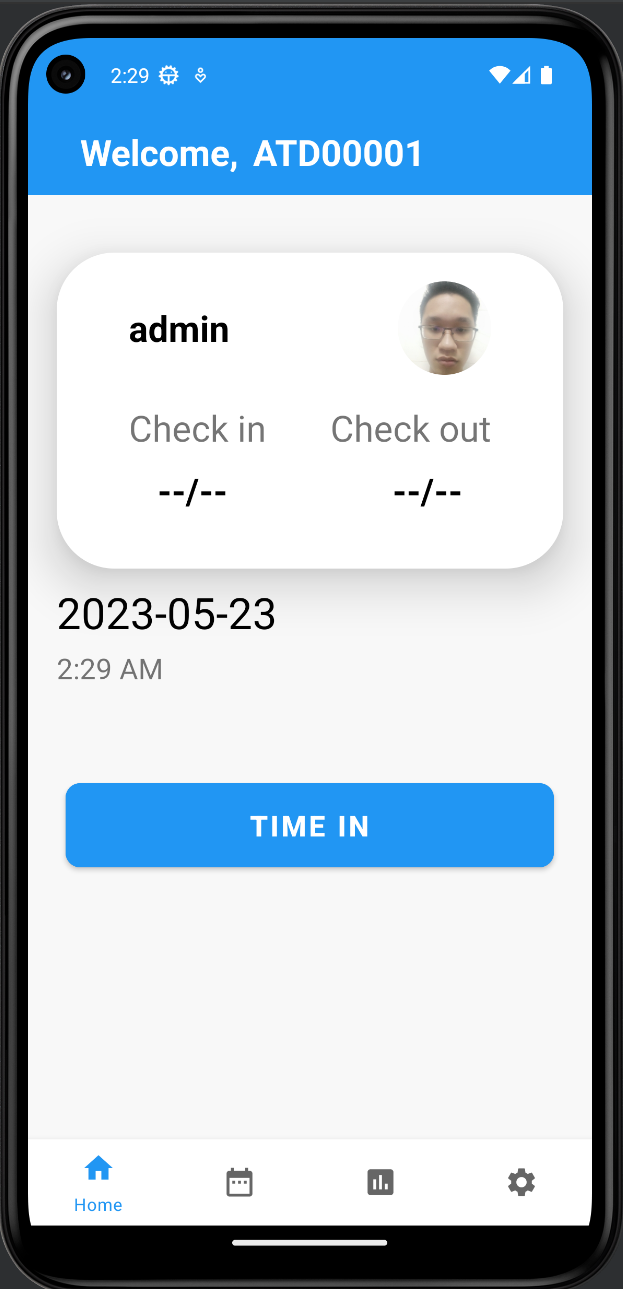 2:29
Welcome, ATD00001
admin
Check in Check out
--/-- --/--
2023-05-23
2:29 AM
TIME IN
Home